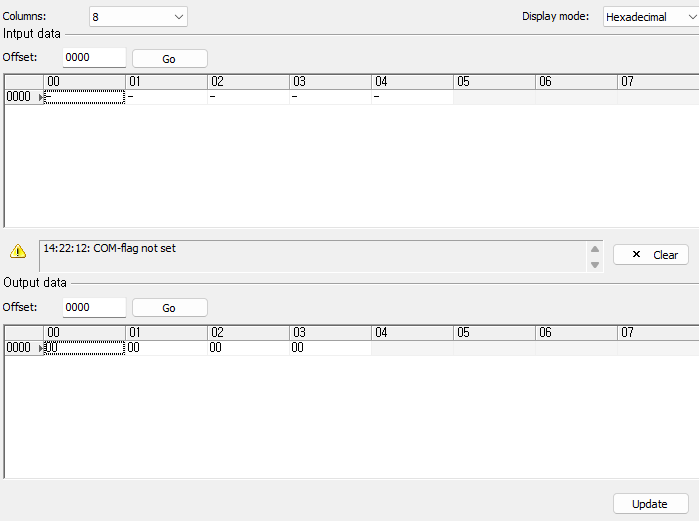 Columns: 8 Display mode: Hexadecimal
Intput data
Offset: 0000 Go
00 01 02 03 04 05 06 07
0000 - - - - -
14:22:12: COM-flag not set
× Clear
Output data
Offset: 0000 Go
00 01 02 03 04 05 06 07
0000 00 00 00 00
Update